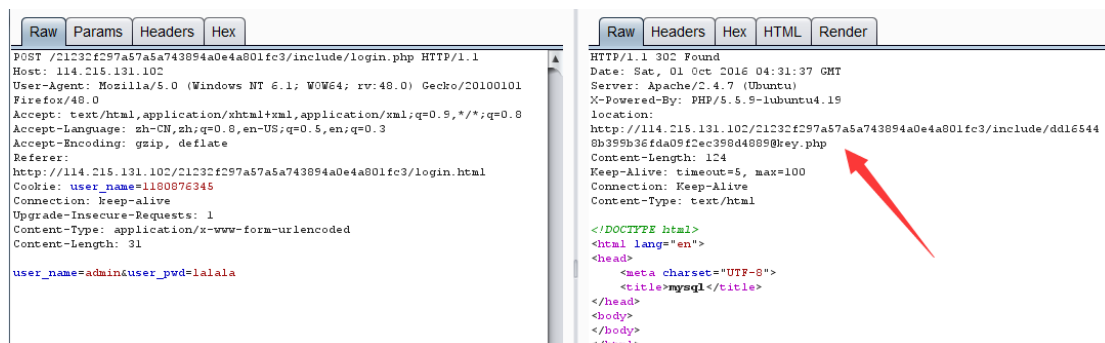 Raw Params Headers Hex
POST /21232f297a57a5a743894a0e4a801fc3/include/login.php HTTP/1.1
Host: 114.215.131.102
User-Agent: Mozilla/5.0 (Windows NT 6.1; WOW64; rv:48.0) Gecko/20100101
Firefox/48.0
Accept: text/html,application/xhtml+xml,application/xml;q=0.9,*/*;q=0.8
Accept-Language: zh-CN,zh;q=0.8,en-US;q=0.5,en;q=0.3
Accept-Encoding: gzip, deflate
Referer:
http://114.215.131.102/21232f297a57a5a743894a0e4a801fc3/login.html
Cookie: user_name=1180876345
Connection: keep-alive
Upgrade-Insecure-Requests: 1
Content-Type: application/x-www-form-urlencoded
Content-Length: 31
user_name=admin&user_pwd=lalala
Raw Headers Hex HTML Render
HTTP/1.1 302 Found
Date: Sat, 01 Oct 2016 04:31:37 GMT
Server: Apache/2.4.7 (Ubuntu)
X-Powered-By: PHP/5.5.9-1ubuntu4.19
location:
http://114.215.131.102/21232f297a57a5a743894a0e4a801fc3/include/dd16544
8b399b36fda09f2ec398d4889@key.php
Content-Length: 124
Keep-Alive: timeout=5, max=100
Connection: Keep-Alive
Content-Type: text/html
<!DOCTYPE html>
<html lang="en">
<head>
<meta charset="UTF-8">
<title>mysql</title>
</head>
<body>
</body>